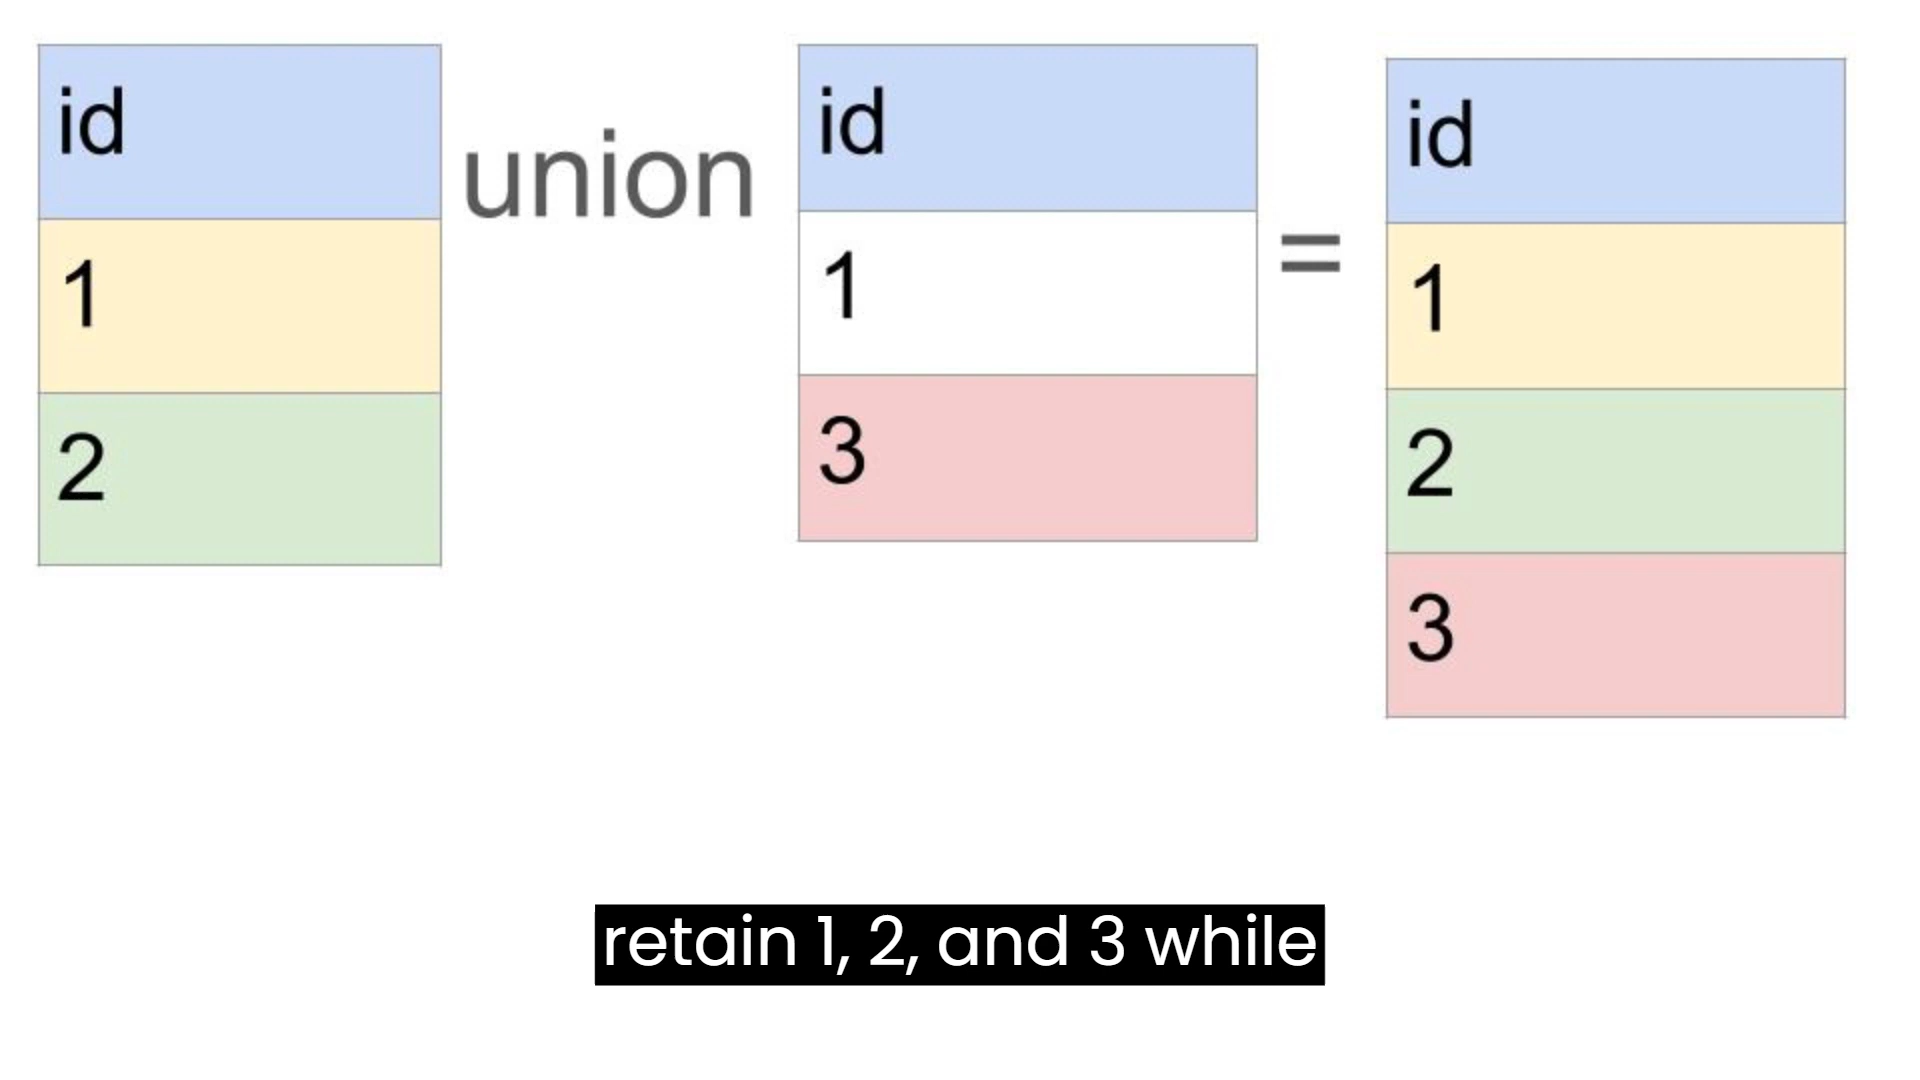 id
1
2
union
id
1
3
=
id
1
2
3
retain 1, 2, and 3 while